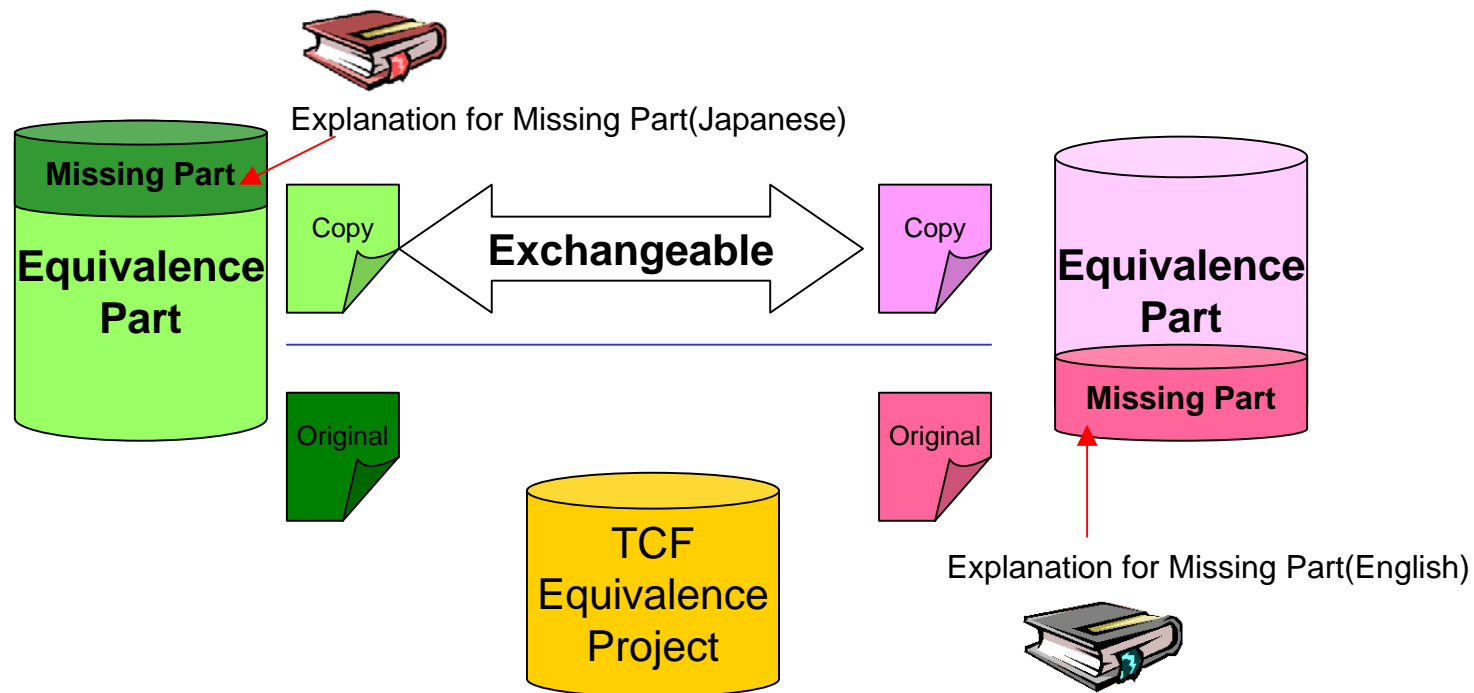 Explanation for Missing Part(Japanese)
Missing Part
Equivalence
Part
Copy
Exchangeable
Copy
Equivalence
Part
Missing Part
Original
Original
TCF
Equivalence
Project
Explanation for Missing Part(English)